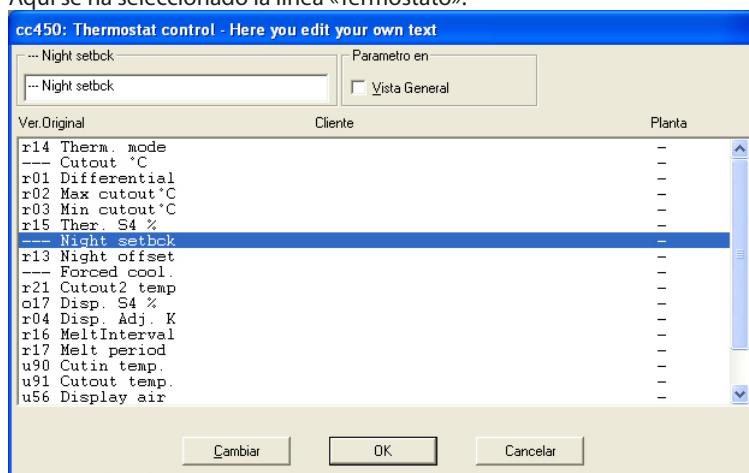 Aquí se ha seleccionado la línea «Termostato».
cc450: Thermostat control - Here you edit your own text
--- Night setbck
Parametro en
--- Night setbck
Vista General
Ver.Original Cliente Planta
r14 Therm. mode -
--- Cutout °C -
r01 Differential -
r02 Max cutout°C -
r03 Min cutout°C -
r15 Ther. S4 % -
--- Night setbck -
r13 Night offset -
--- Forced cool. -
r21 Cutout2 temp -
o17 Disp. S4 % -
r04 Disp. Adj. K -
r16 MeltInterval -
r17 Melt period -
u90 Cutin temp. -
u91 Cutout temp. -
u56 Display air -
Cambiar OK Cancelar